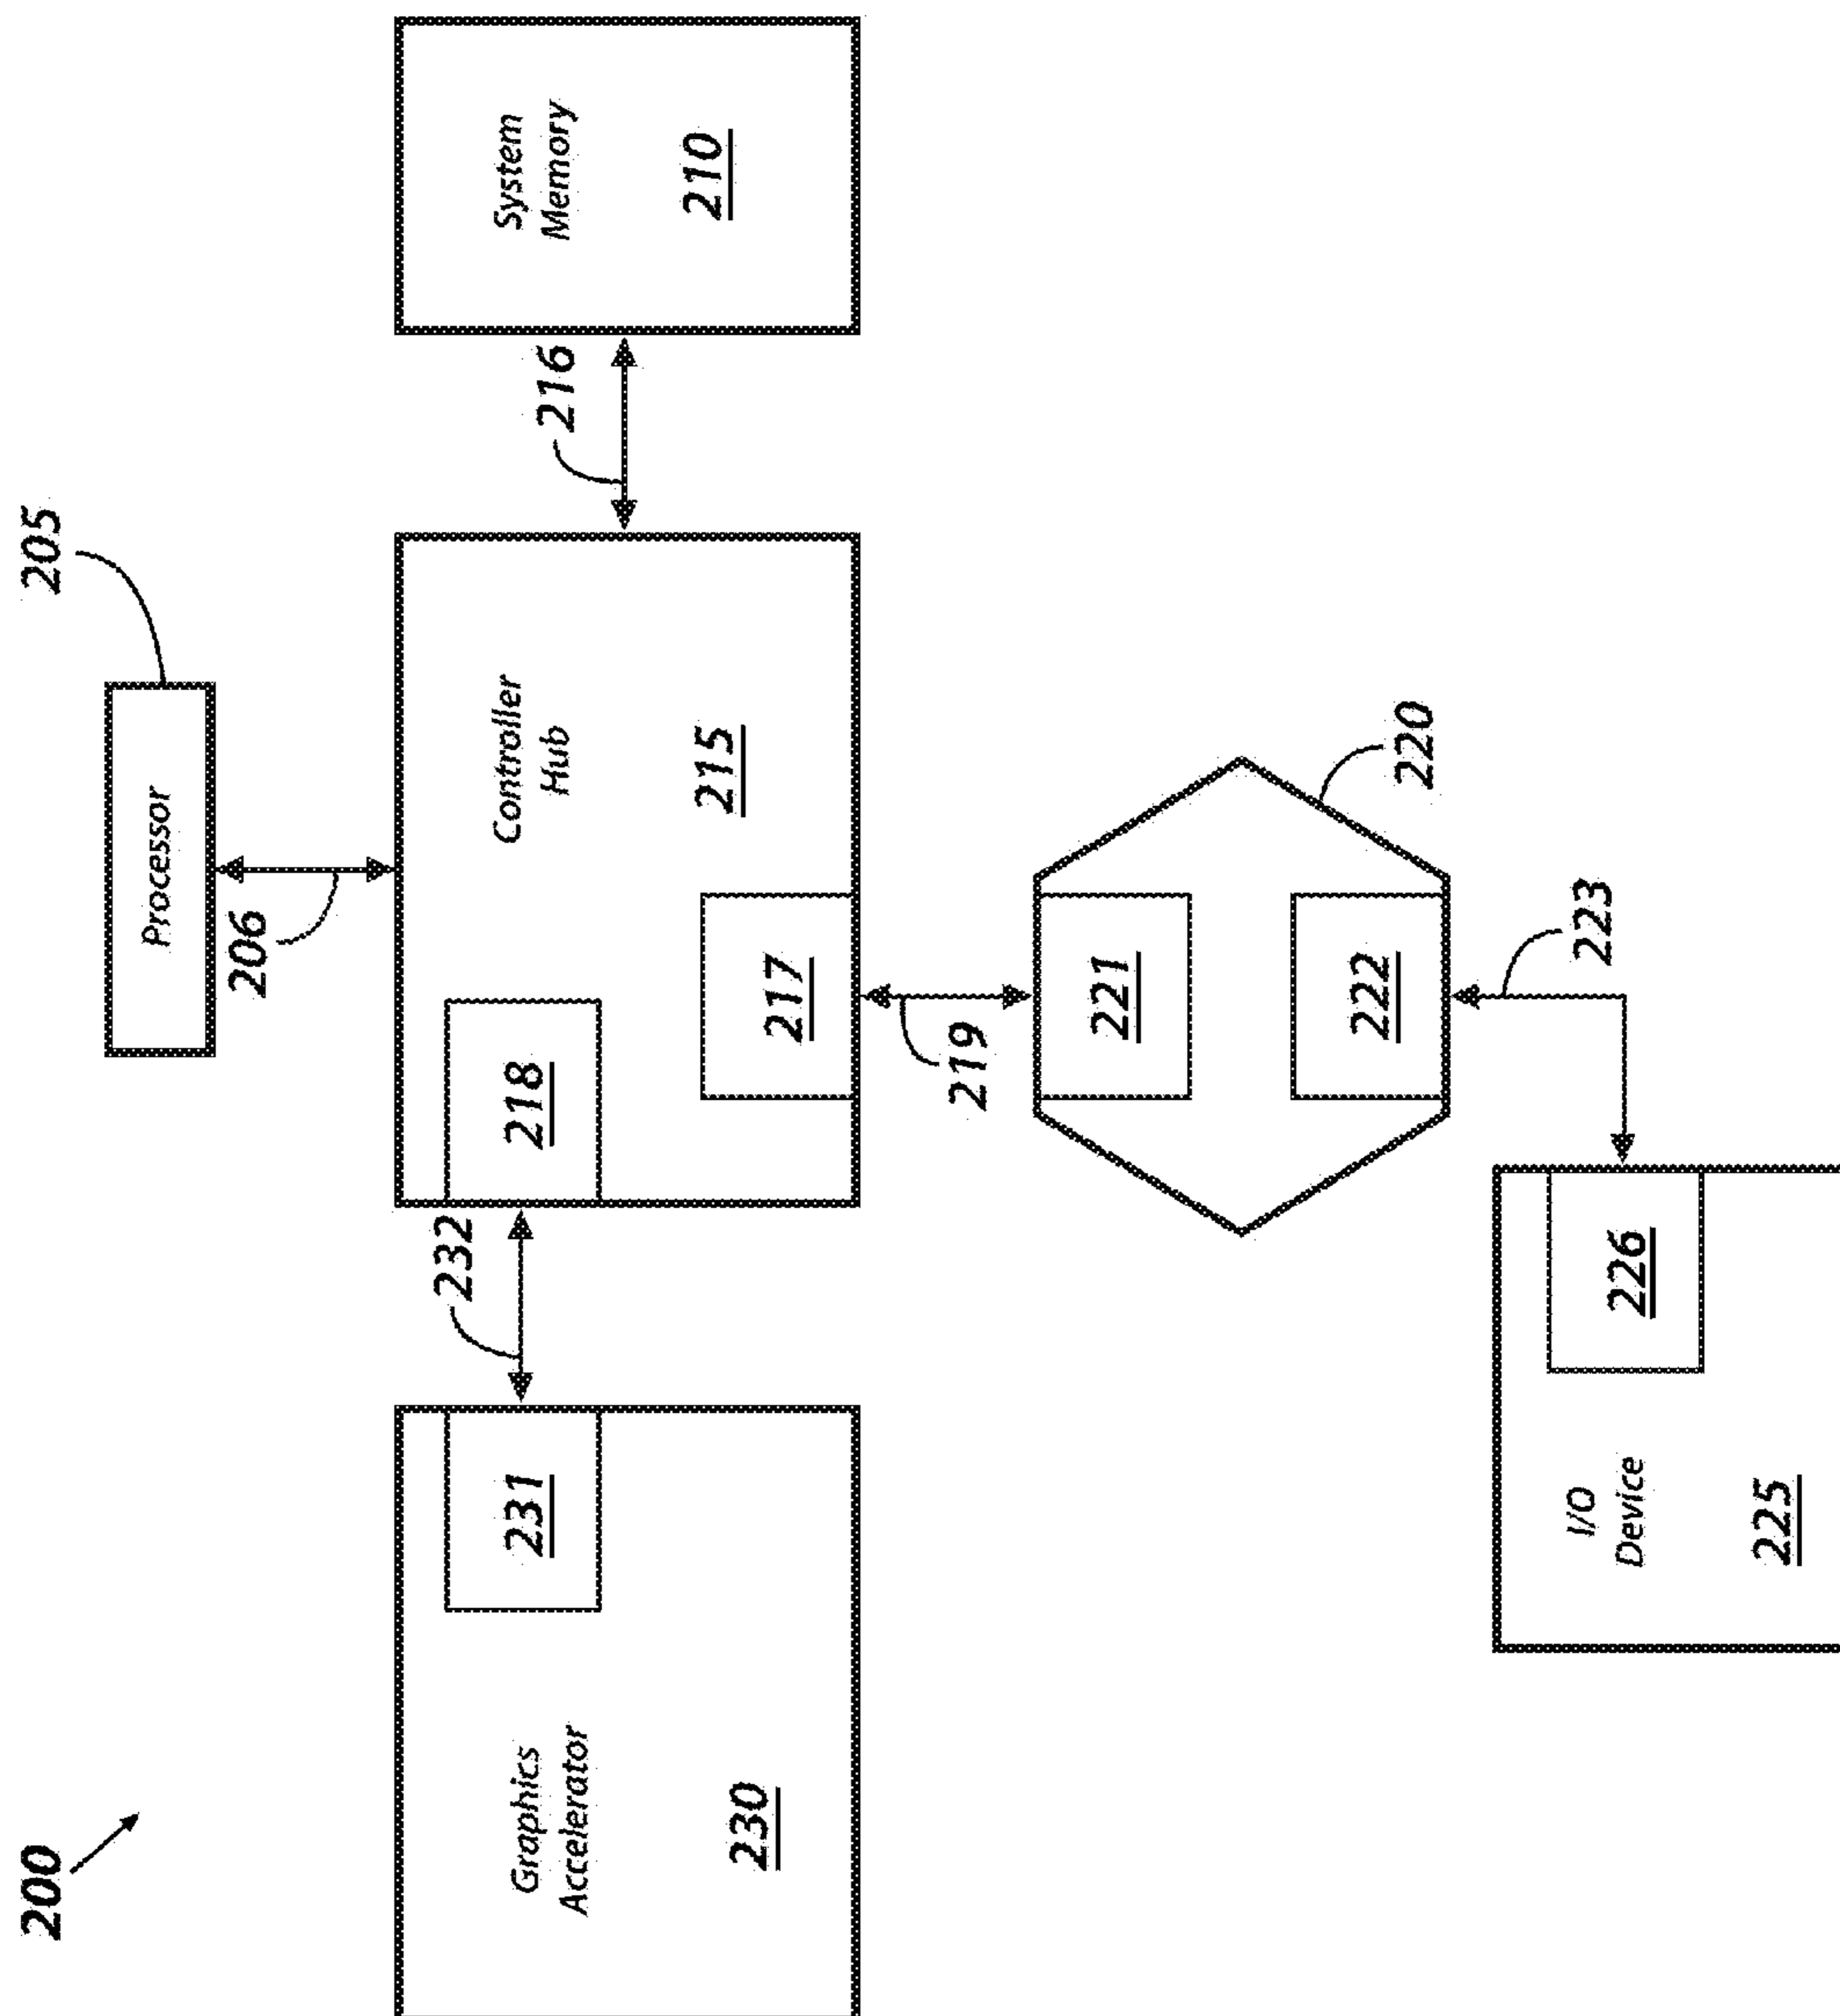 200
205
Processor
206
Graphics
Accelerator
230
231
232
218
Controller
Hub
215
217
216
System
Memory
210
219
221
222
220
223
I/O
Device
225
226